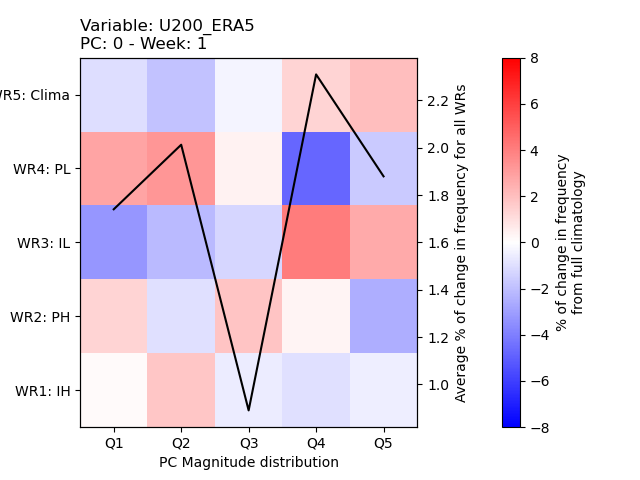 Variable: U200_ERA5
PC: 0 - Week: 1
WR5: Clima
WR4: PL
WR3: IL
WR2: PH
WR1: IH
Q1 Q2 Q3 Q4 Q5
PC Magnitude distribution
2.2
2.0
1.8
1.6
1.4
1.2
1.0
Average % of change in frequency for all WRs
8
6
4
2
0
−2
−4
−6
−8
% of change in frequency
from full climatology